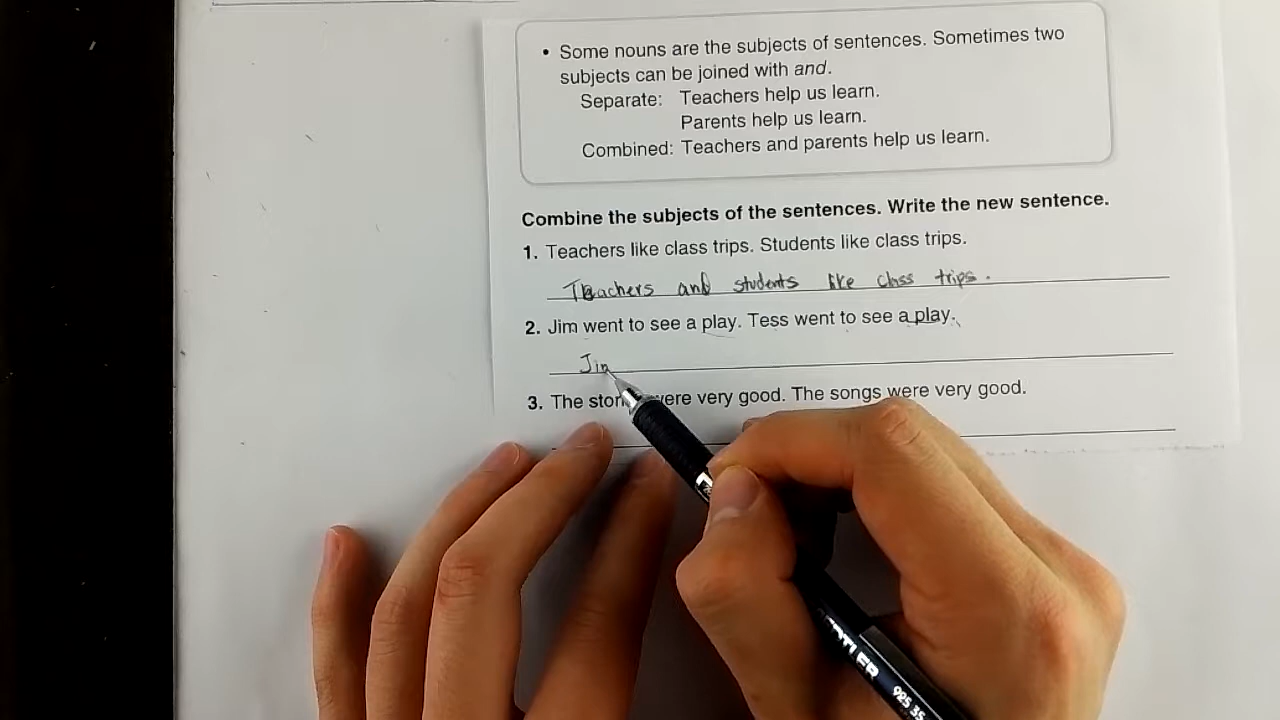 • Some nouns are the subjects of sentences. Sometimes two
subjects can be joined with and.
Separate: Teachers help us learn.
Parents help us learn.
Combined: Teachers and parents help us learn.
Combine the subjects of the sentences. Write the new sentence.
1. Teachers like class trips. Students like class trips.
Teachers and students like class trips.
2. Jim went to see a play. Tess went to see a play.
Jim
3. The were very good. The songs were very good.
925 35